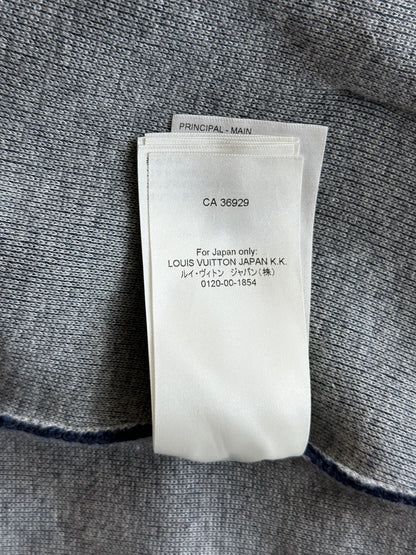 PRINCIPAL - MAIN
CA 36929
For Japan only:
LOUIS VUITTON JAPAN K.K.
ルイ・ヴィトン ジャパン(株)
0120-00-1854